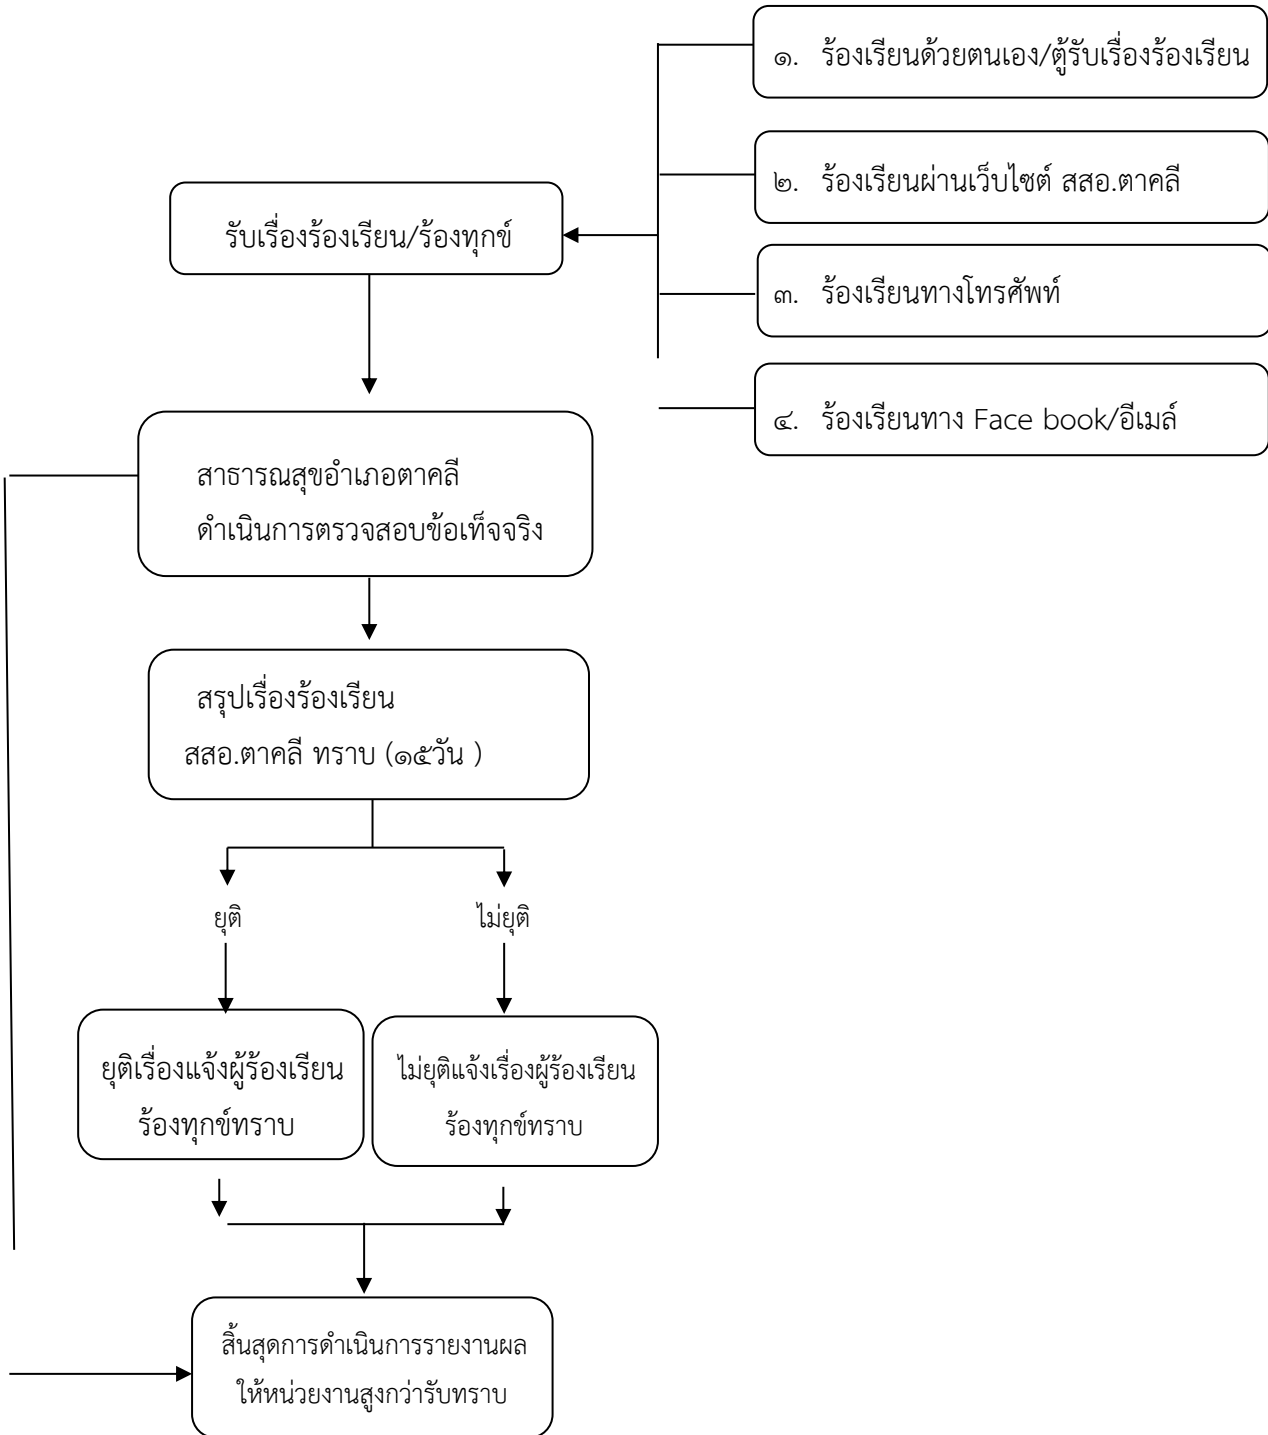 ๑. ร้องเรียนด้วยตนเอง/ตู้รับเรื่องร้องเรียน
๒. ร้องเรียนผ่านเว็บไซต์ สสอ.ตาคลี
รับเรื่องร้องเรียน/ร้องทุกข์
๓. ร้องเรียนทางโทรศัพท์
๔. ร้องเรียนทาง Face book/อีเมล์
สาธารณสุขอำเภอตาคลี
ดำเนินการตรวจสอบข้อเท็จจริง
สรุปเรื่องร้องเรียน
สสอ.ตาคลี ทราบ (๑๕วัน )
ยุติ
ไม่ยุติ
ยุติเรื่องแจ้งผู้ร้องเรียน
ร้องทุกข์ทราบ
ไม่ยุติแจ้งเรื่องผู้ร้องเรียน
ร้องทุกข์ทราบ
สิ้นสุดการดำเนินการรายงานผล
ให้หน่วยงานสูงกว่ารับทราบ